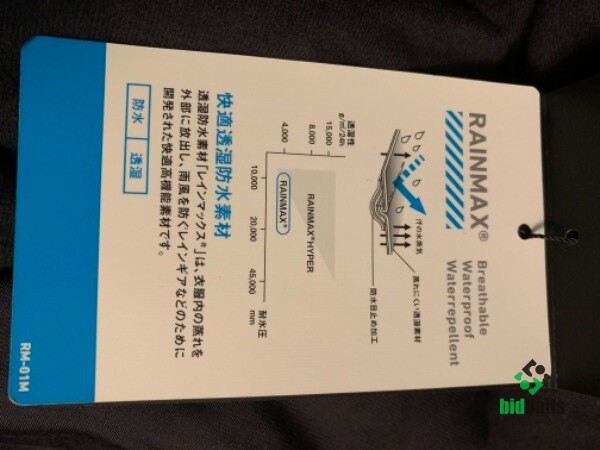 RAINMAX®
Breathable
Waterproof
Waterrepellent
汗の水蒸気
蒸れにくい透湿素材
防水目止め加工
透湿性
g/㎡/24h
15,000
8,000
4,000
RAINMAX®HYPER
RAINMAX®
10,000
20,000
45,000
耐水圧
mm
快適透湿防水素材
透湿防水素材「レインマックス®」は、衣服内の蒸れを
外部に放出し、雨風を防ぐレインギアなどのために
開発された快適高機能素材です。
防水
透湿
RM-01M
bidbaits